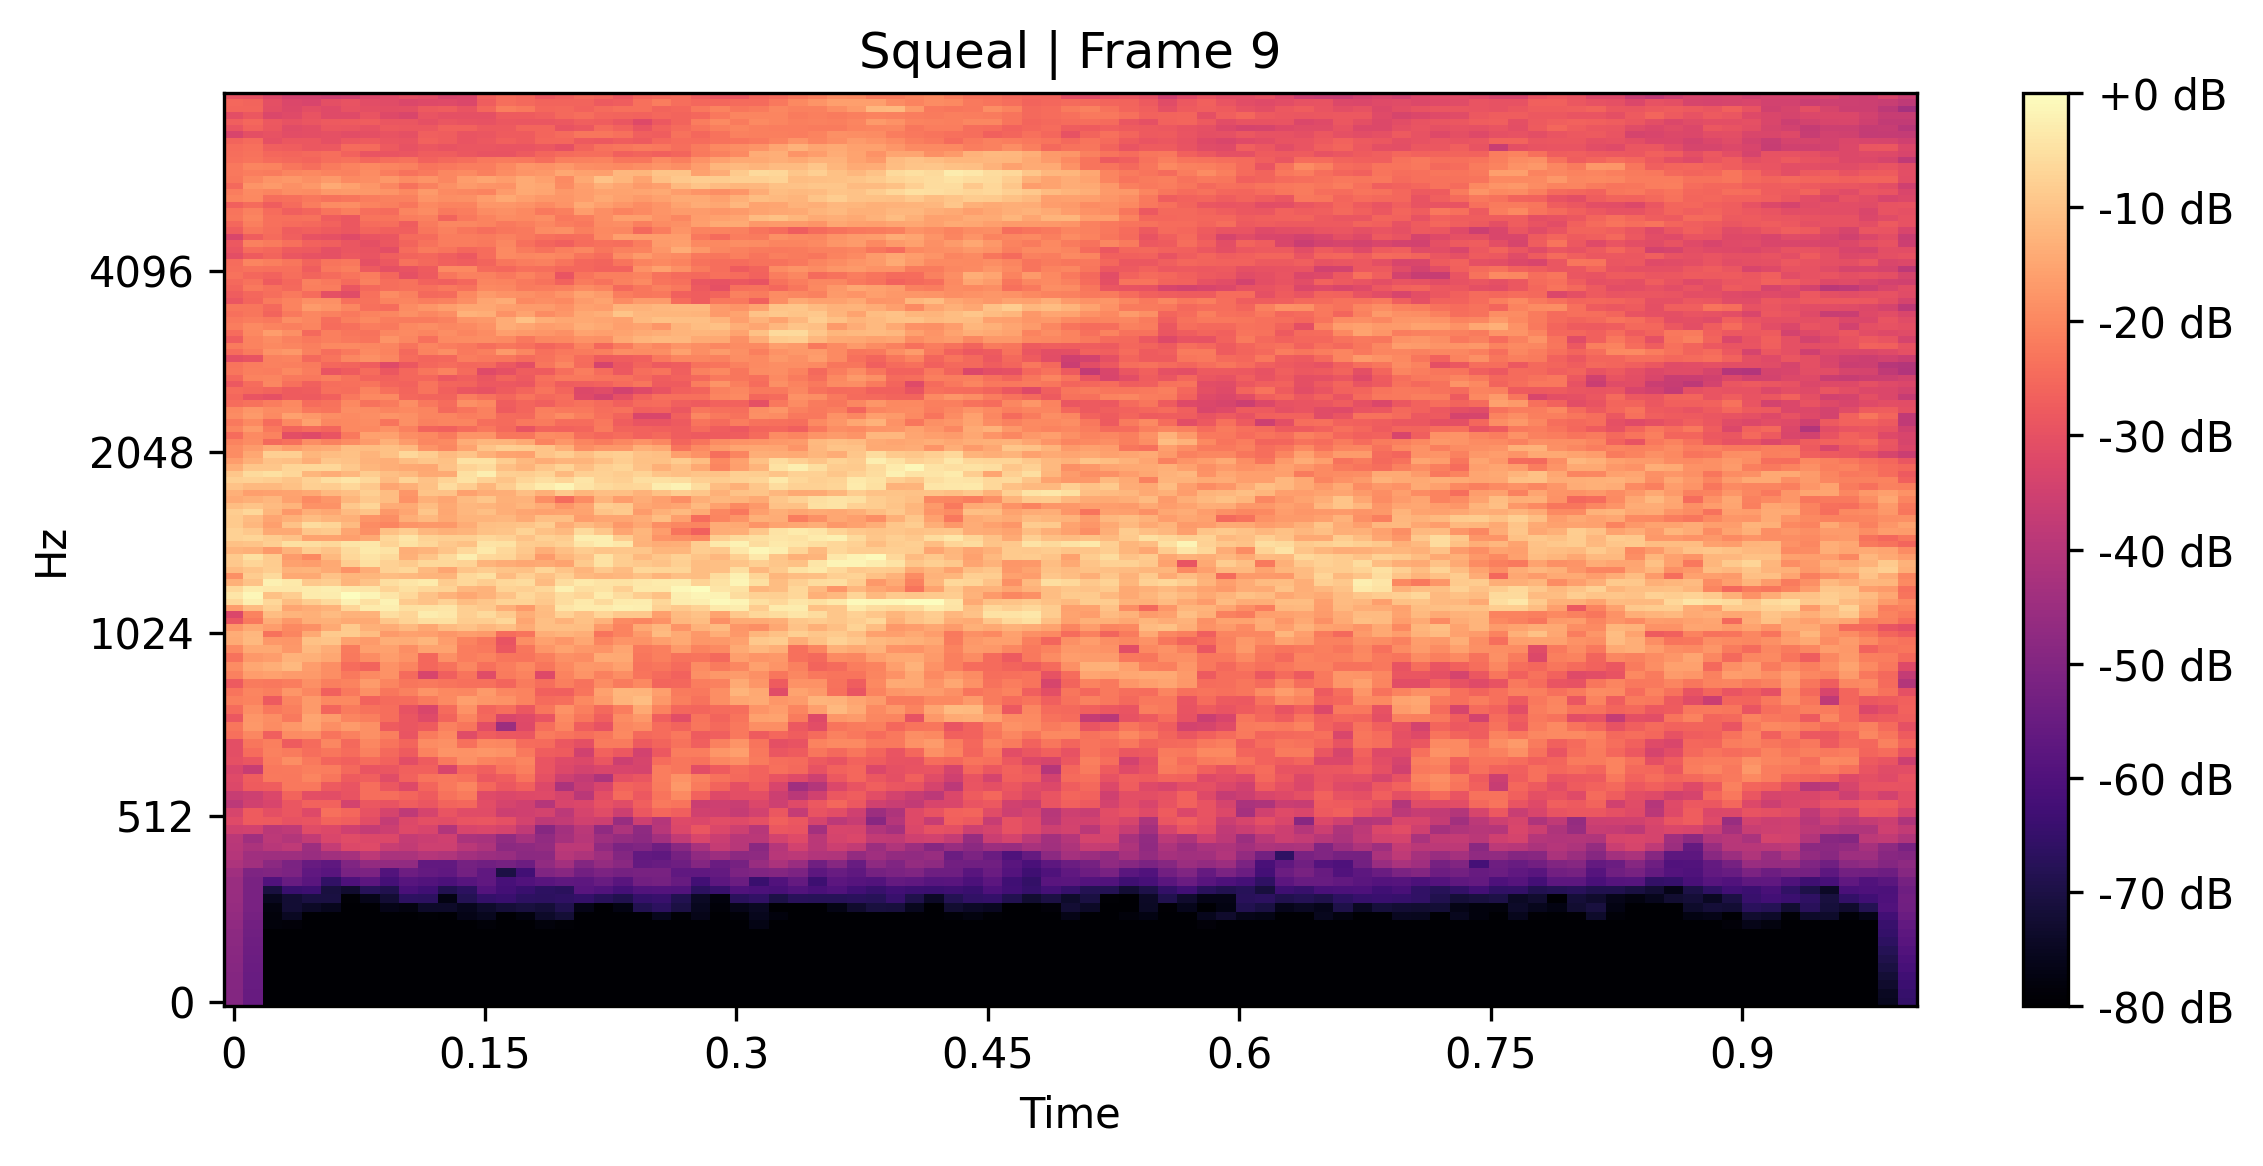 Squeal | Frame 9
+0 dB
-10 dB
-20 dB
-30 dB
-40 dB
-50 dB
-60 dB
-70 dB
-80 dB
4096
2048
1024
512
0
Hz
0 0.15 0.3 0.45 0.6 0.75 0.9
Time